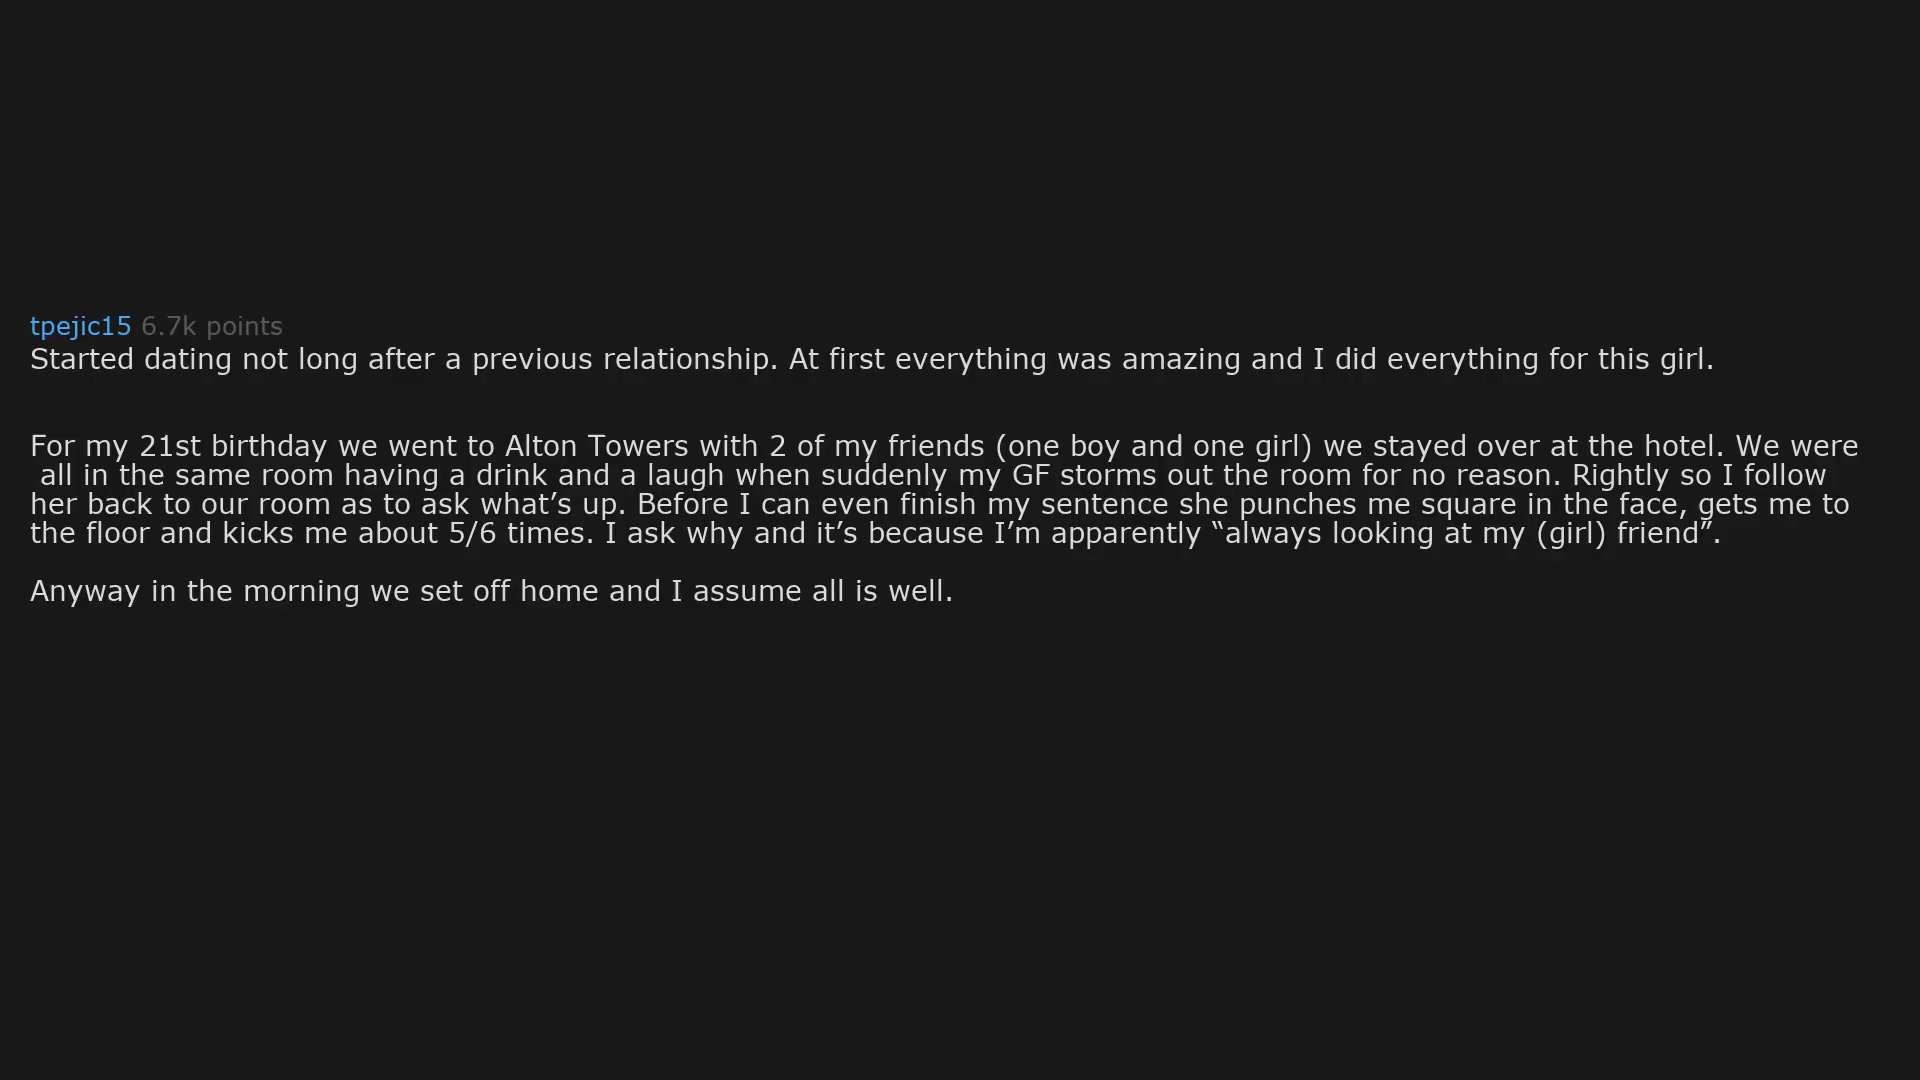 tpejic15 6.7k points
Started dating not long after a previous relationship. At first everything was amazing and I did everything for this girl.
For my 21st birthday we went to Alton Towers with 2 of my friends (one boy and one girl) we stayed over at the hotel. We were
all in the same room having a drink and a laugh when suddenly my GF storms out the room for no reason. Rightly so I follow
her back to our room as to ask what’s up. Before I can even finish my sentence she punches me square in the face, gets me to
the floor and kicks me about 5/6 times. I ask why and it’s because I’m apparently “always looking at my (girl) friend”.
Anyway in the morning we set off home and I assume all is well.